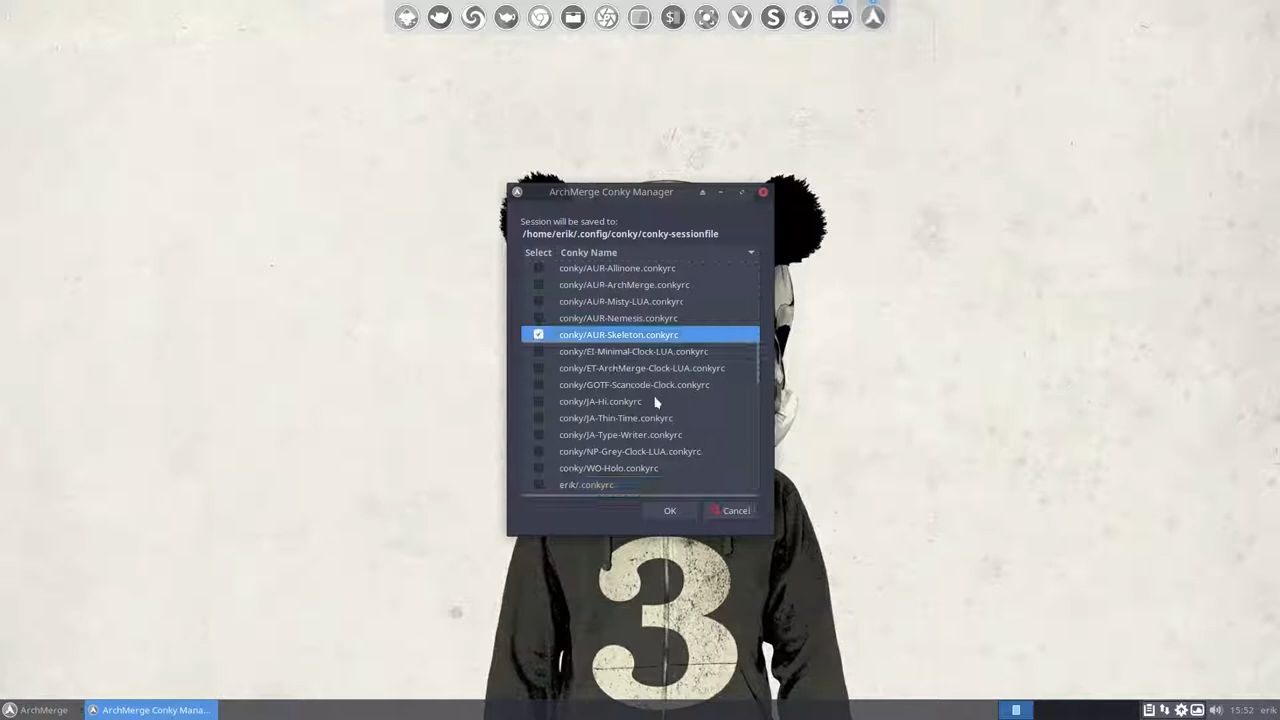 ArchMerge Conky Manager
Session will be saved to:
/home/erik/.config/conky/conky-sessionfile
Select Conky Name
conky/AUR-Allinone.conkyrc
conky/AUR-ArchMerge.conkyrc
conky/AUR-Misty-LUA.conkyrc
conky/AUR-Nemesis.conkyrc
conky/AUR-Skeleton.conkyrc
conky/EI-Minimal-Clock-LUA.conkyrc
conky/ET-ArchMerge-Clock-LUA.conkyrc
conky/GOTF-Scancode-Clock.conkyrc
conky/JA-Hi.conkyrc
conky/JA-Thin-Time.conkyrc
conky/JA-Type-Writer.conkyrc
conky/NP-Grey-Clock-LUA.conkyrc
conky/WO-Holo.conkyrc
erik/.conkyrc
OK Cancel
3
ArchMerge ArchMerge Conky Mana... 15:52 erik